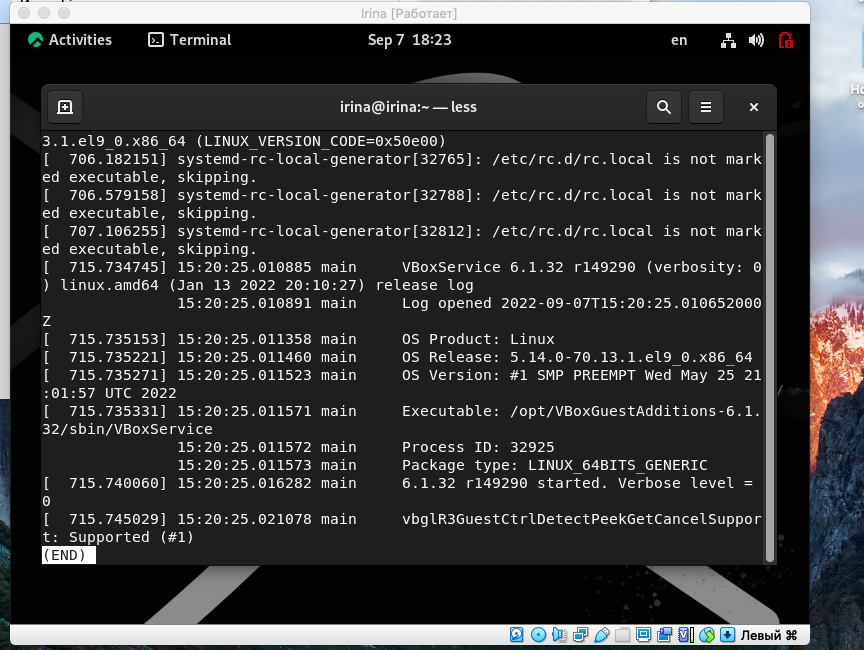 Irina [Работает]
Activities Terminal Sep 7 18:23 en
irina@irina:~ — less
3.1.el9_0.x86_64 (LINUX_VERSION_CODE=0x50e00)
[  706.182151] systemd-rc-local-generator[32765]: /etc/rc.d/rc.local is not mark
ed executable, skipping.
[  706.579158] systemd-rc-local-generator[32788]: /etc/rc.d/rc.local is not mark
ed executable, skipping.
[  707.106255] systemd-rc-local-generator[32812]: /etc/rc.d/rc.local is not mark
ed executable, skipping.
[  715.734745] 15:20:25.010885 main     VBoxService 6.1.32 r149290 (verbosity: 0
) linux.amd64 (Jan 13 2022 20:10:27) release log
               15:20:25.010891 main     Log opened 2022-09-07T15:20:25.010652000
Z
[  715.735153] 15:20:25.011358 main     OS Product: Linux
[  715.735221] 15:20:25.011460 main     OS Release: 5.14.0-70.13.1.el9_0.x86_64
[  715.735271] 15:20:25.011523 main     OS Version: #1 SMP PREEMPT Wed May 25 21
:01:57 UTC 2022
[  715.735331] 15:20:25.011571 main     Executable: /opt/VBoxGuestAdditions-6.1.
32/sbin/VBoxService
               15:20:25.011572 main     Process ID: 32925
               15:20:25.011573 main     Package type: LINUX_64BITS_GENERIC
[  715.740060] 15:20:25.016282 main     6.1.32 r149290 started. Verbose level =
0
[  715.745029] 15:20:25.021078 main     vbglR3GuestCtrlDetectPeekGetCancelSuppor
t: Supported (#1)
(END)
Левый ⌘